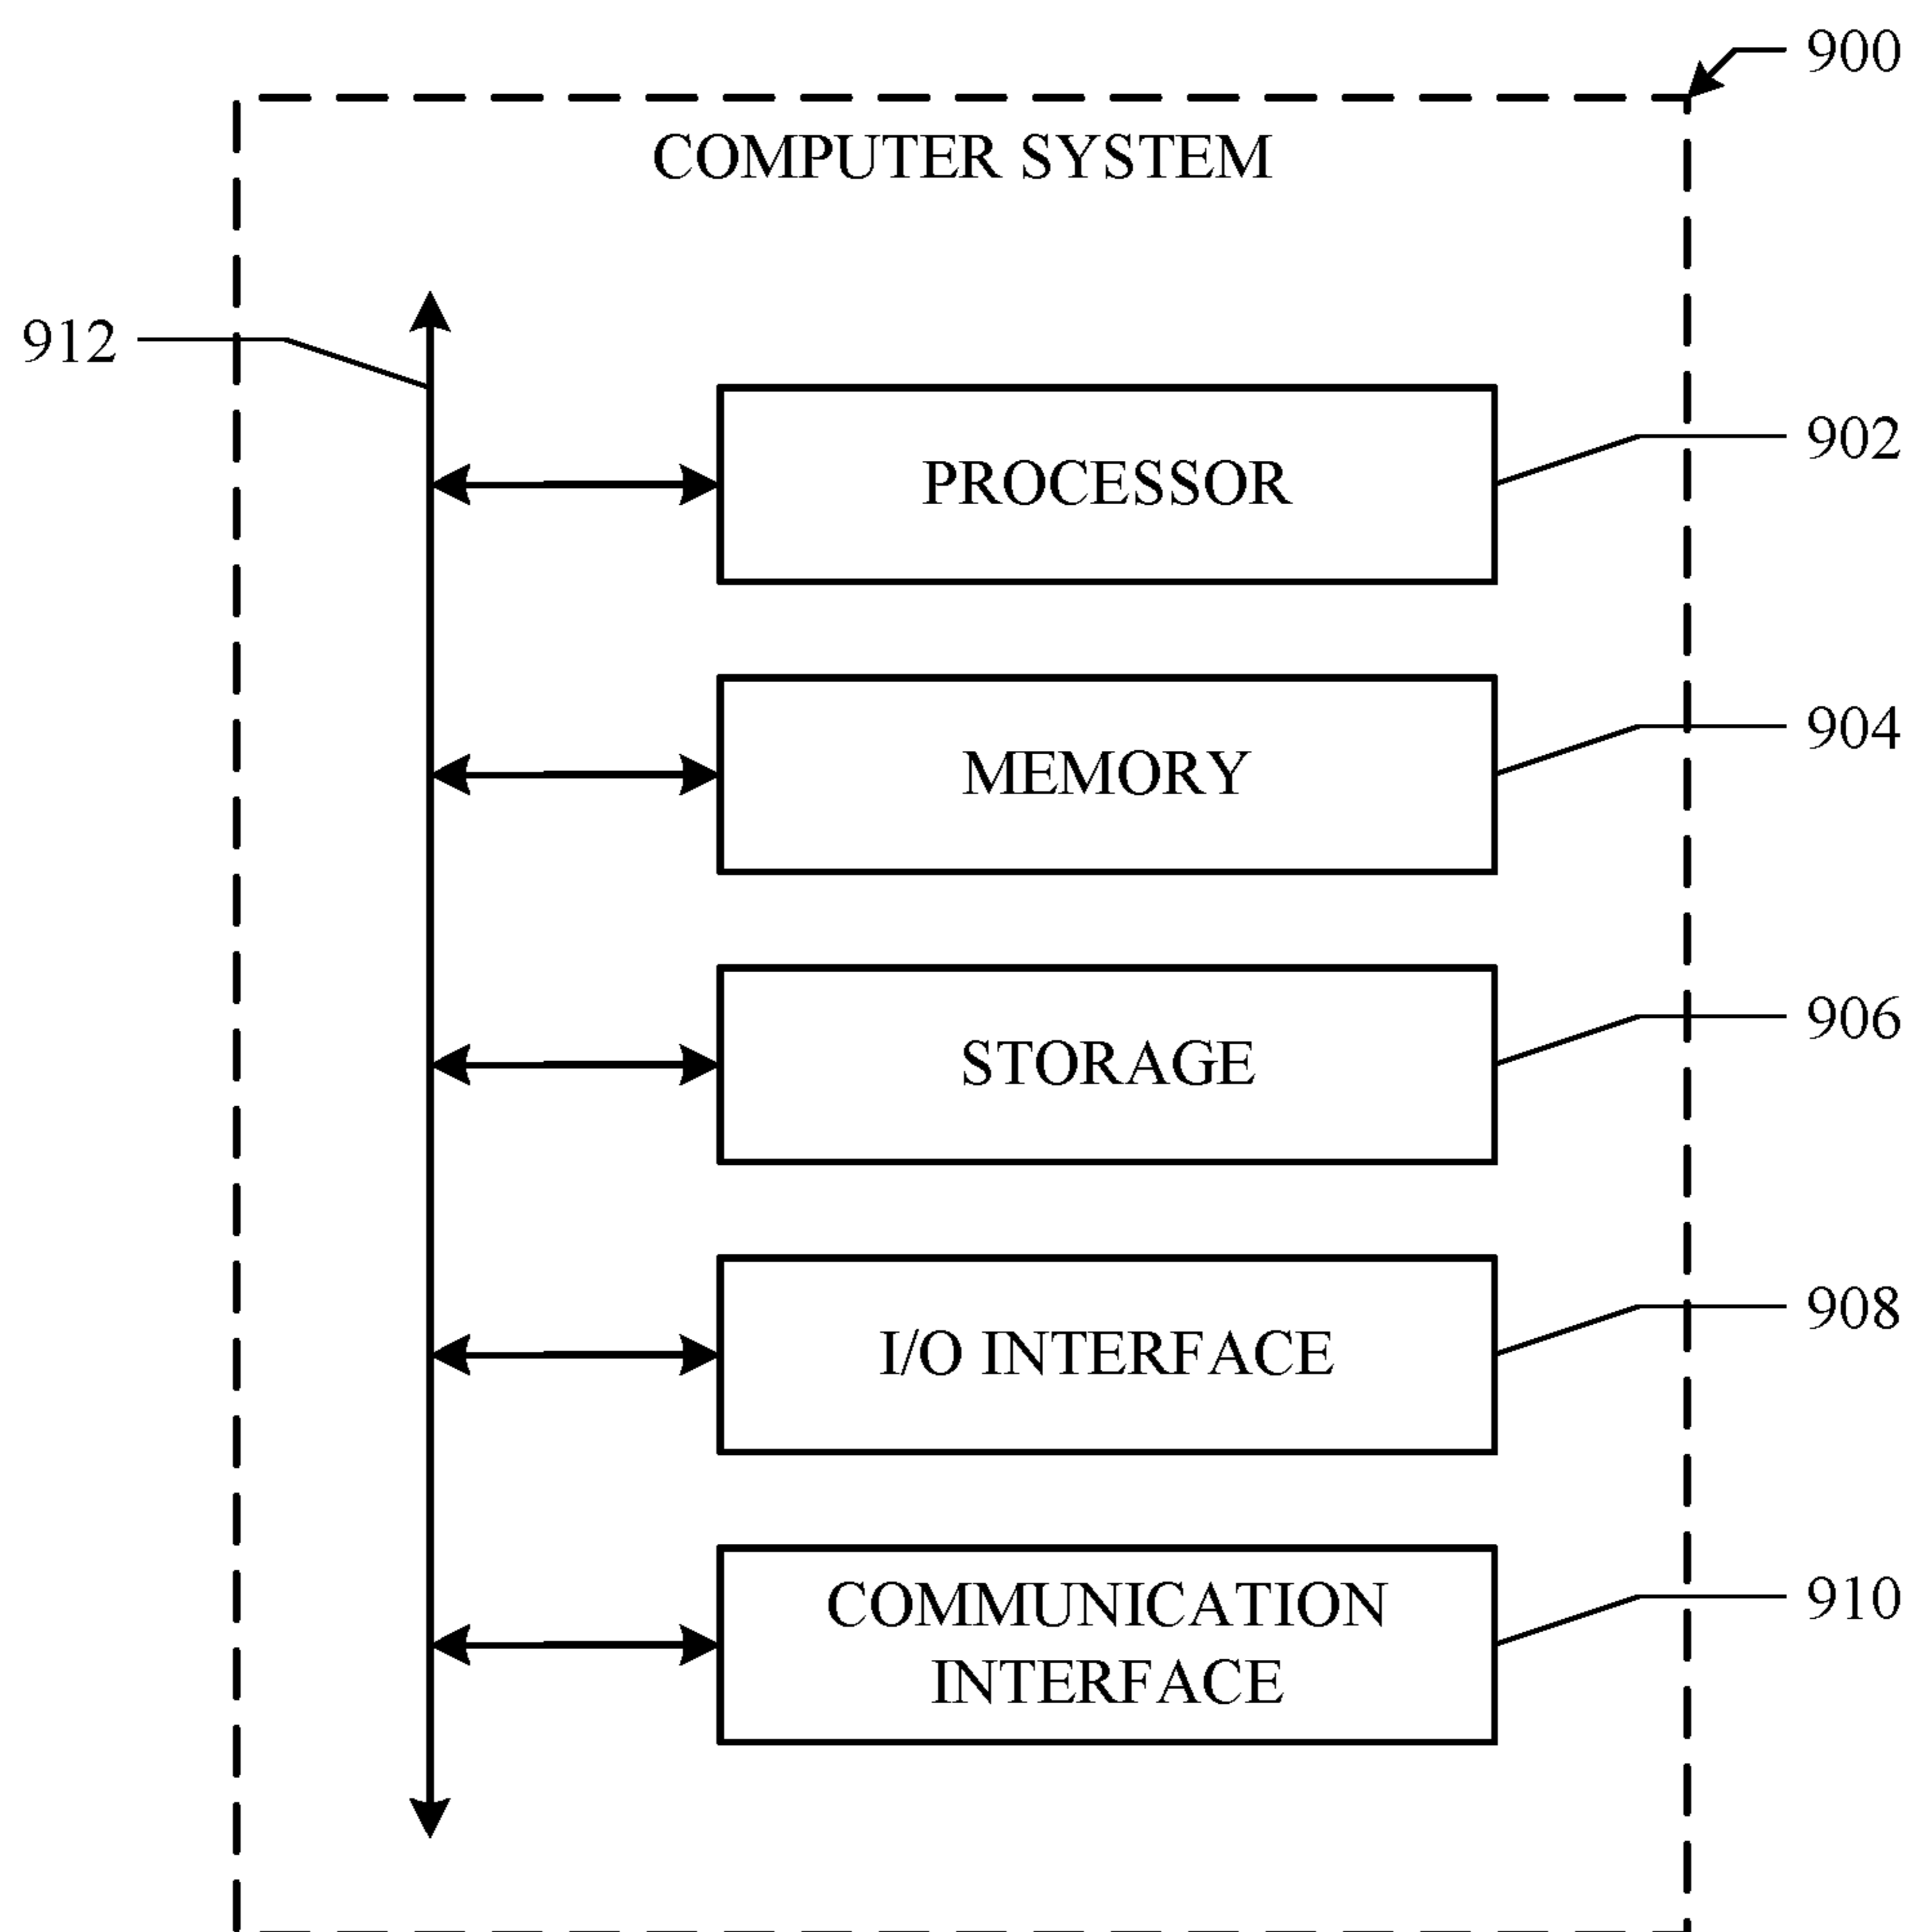 900
COMPUTER SYSTEM
912
PROCESSOR
902
MEMORY
904
STORAGE
906
I/O INTERFACE
908
COMMUNICATION
INTERFACE
910